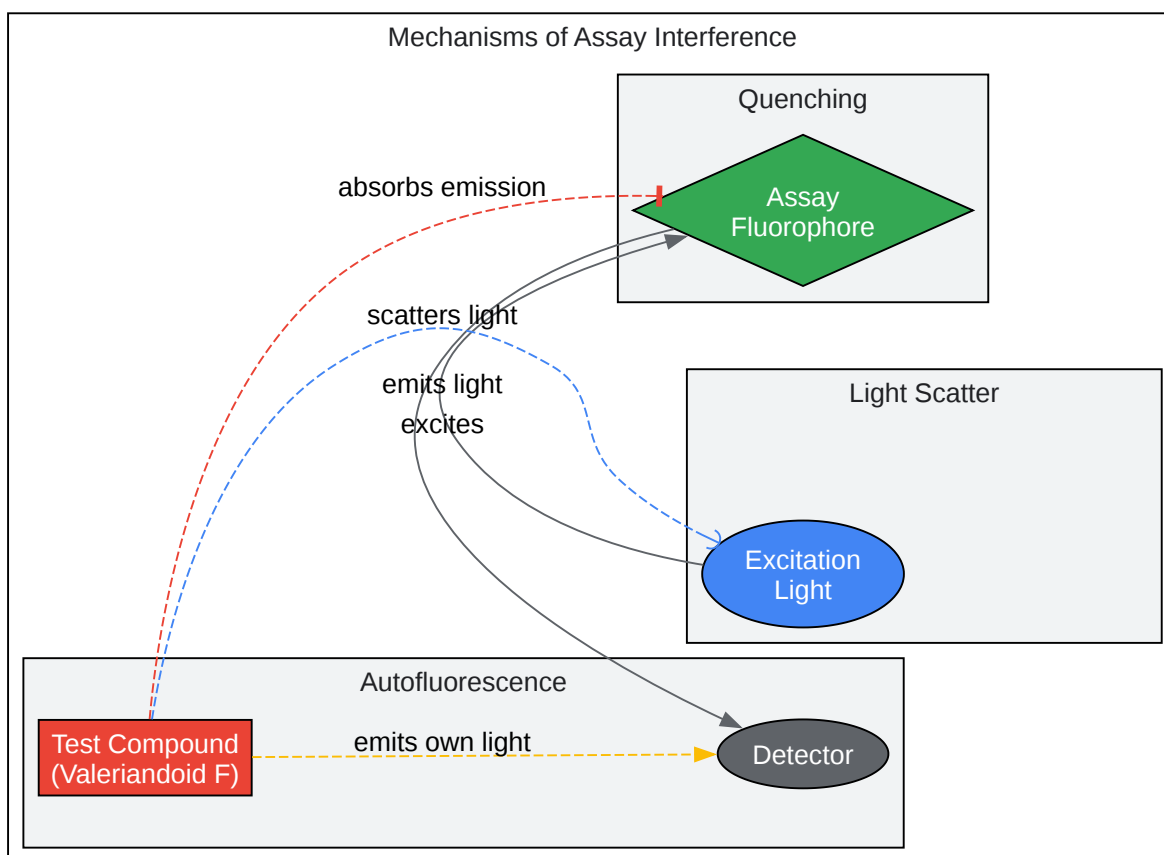 Mechanisms of Assay Interference
Quenching
absorbs emission
Assay
Fluorophore
scatters light
emits light
excites
Light Scatter
Excitation
Light
Autofluorescence
Test Compound
(Valeriandoid F)
emits own light
Detector